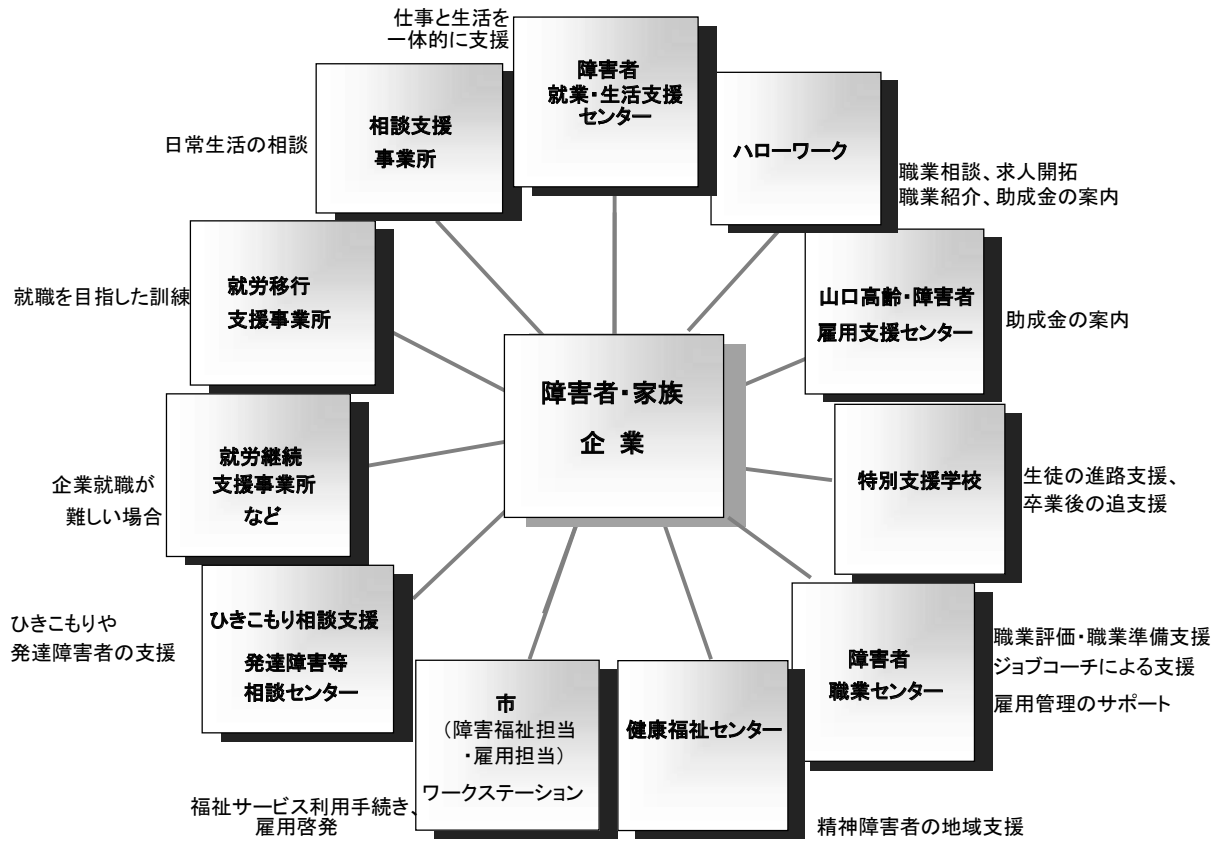 仕事と生活を
一体的に支援
障害者
就業・生活支援
センター
相談支援
事業所
日常生活の相談
ハローワーク
職業相談、求人開拓
職業紹介、助成金の案内
就労移行
支援事業所
就職を目指した訓練
山口高齢・障害者
雇用支援センター
助成金の案内
障害者・家族
企 業
就労継続
支援事業所
など
企業就職が
難しい場合
特別支援学校
生徒の進路支援、
卒業後の追支援
ひきこもり相談支援
発達障害等
相談センター
ひきこもりや
発達障害者の支援
障害者
職業センター
職業評価・職業準備支援
ジョブコーチによる支援
雇用管理のサポート
市
（障害福祉担当
・雇用担当）
ワークステーション
福祉サービス利用手続き、
雇用啓発
健康福祉センター
精神障害者の地域支援